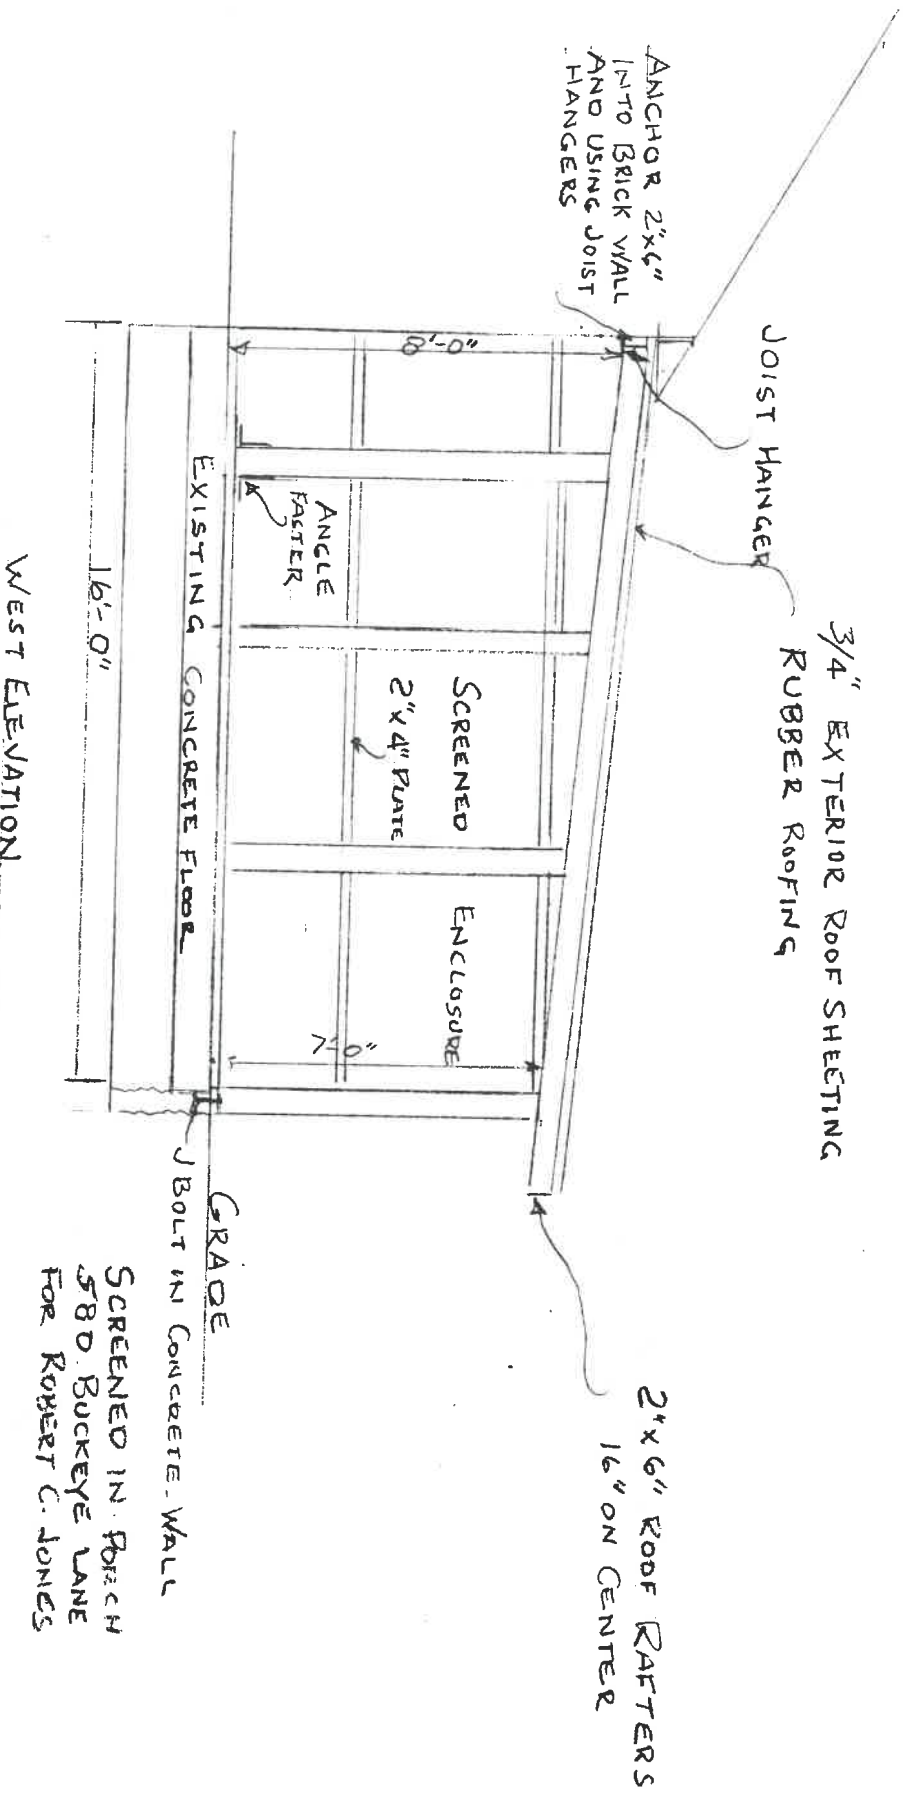 3/4" EXTERIOR ROOF SHEETING
RUBBER ROOFING
JOIST HANGER
ANCHOR 2"x6"
INTO BRICK WALL
AND USING JOIST
HANGERS
2"x6" ROOF RAFTERS
16" ON CENTER
8'-0"
SCREENED ENCLOSURE
2"x4" PLATE
ANGLE
FASTER
7'-0"
EXISTING CONCRETE FLOOR
GRADE
J BOLT IN CONCRETE WALL
16'-0"
WEST ELEVATION
SCREENED IN PORCH
580 BUCKEYE LANE
FOR ROBERT C. JONES